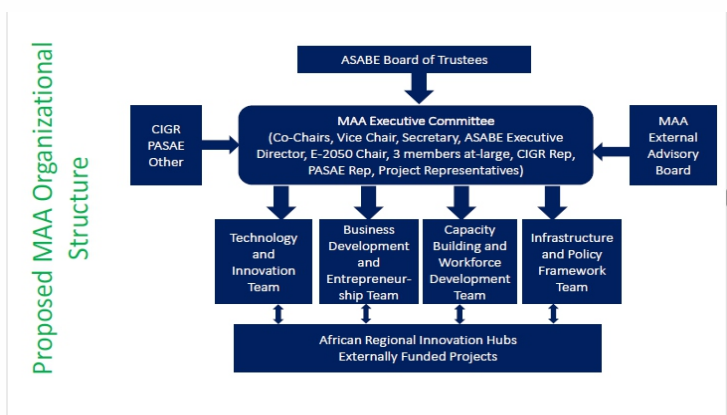 Proposed MAA Organizational
Structure
ASABE Board of Trustees
CIGR
PASAE
Other
MAA Executive Committee
(Co-Chairs, Vice Chair, Secretary, ASABE Executive
Director, E-2050 Chair, 3 members at-large, CIGR Rep,
PASAE Rep, Project Representatives)
MAA
External
Advisory
Board
Technology
and
Innovation
Team
Business
Development
and
Entrepreneur-
ship Team
Capacity
Building and
Workforce
Development
Team
Infrastructure
and Policy
Framework
Team
African Regional Innovation Hubs
Externally Funded Projects